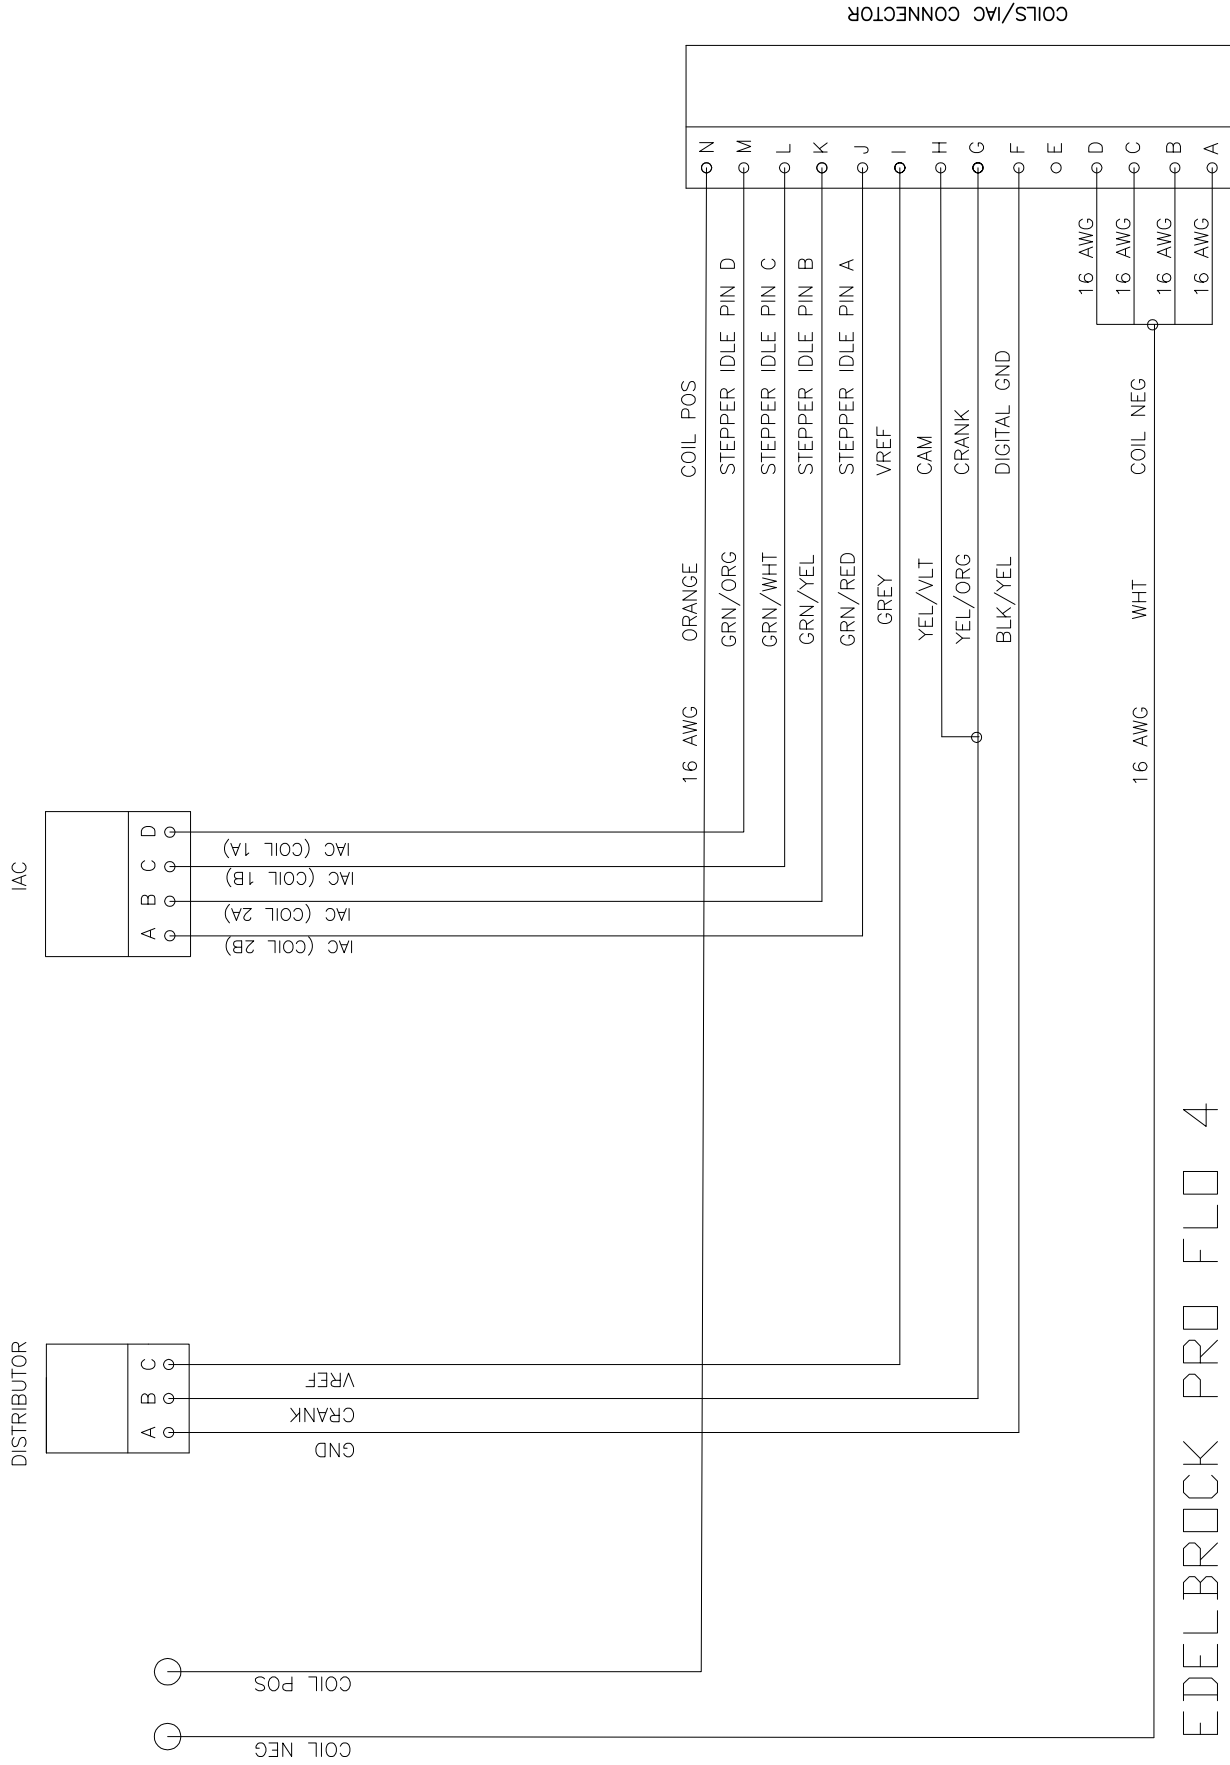 COILS/IAC CONNECTOR
N
M
L
K
J
I
H
G
F
E
D
C
B
A
16 AWG ORANGE COIL POS
GRN/ORG STEPPER IDLE PIN D
GRN/WHT STEPPER IDLE PIN C
GRN/YEL STEPPER IDLE PIN B
GRN/RED STEPPER IDLE PIN A
GREY VREF
YEL/VLT CAM
YEL/ORG CRANK
BLK/YEL DIGITAL GND
16 AWG
16 AWG
16 AWG
16 AWG
16 AWG WHT COIL NEG
IAC
A B C D
IAC (COIL 1A)
IAC (COIL 1B)
IAC (COIL 2A)
IAC (COIL 2B)
DISTRIBUTOR
A B C
VREF
CRANK
GND
COIL POS
COIL NEG
EDELBROCK PRO FLO 4